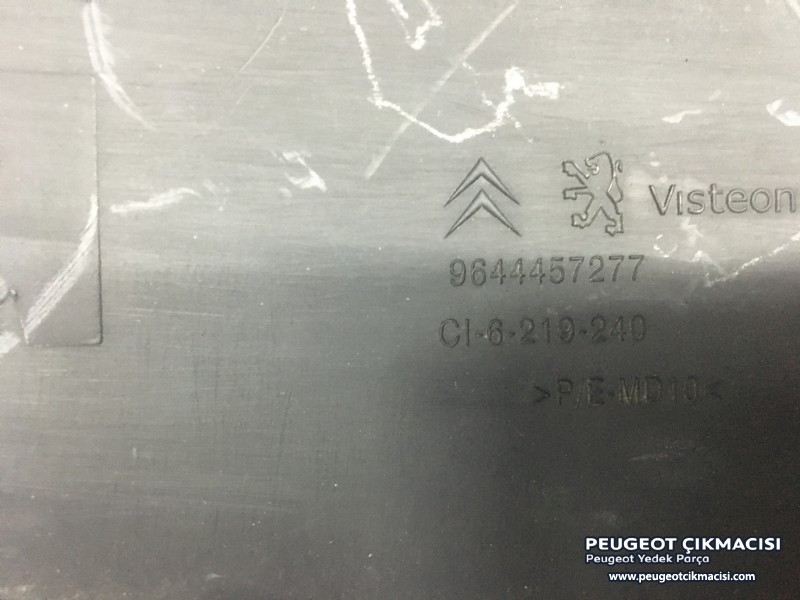 Visteon
9644457277
CI-6-219-240
>P/E-MD10<
PEUGEOT ÇIKMACISI
Peugeot Yedek Parça
www.peugeotcikmacisi.com